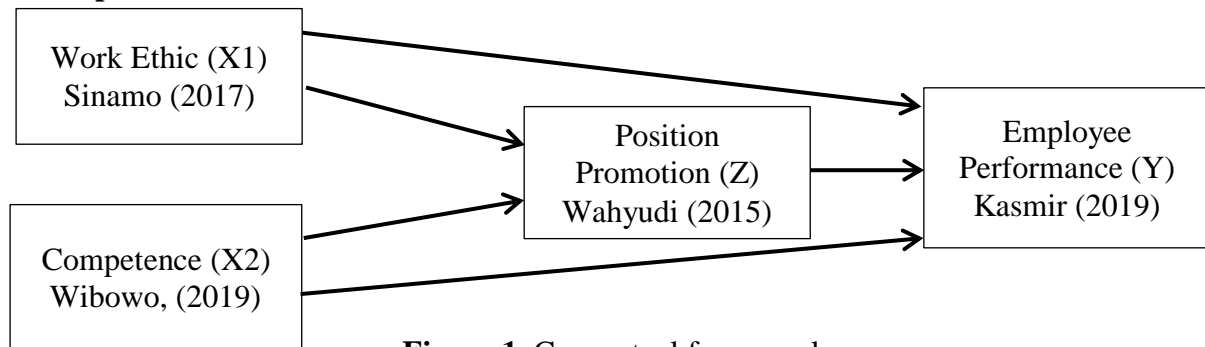 Work Ethic (X1)
Sinamo (2017)
Position
Promotion (Z)
Wahyudi (2015)
Employee
Performance (Y)
Kasmir (2019)
Competence (X2)
Wibowo, (2019)